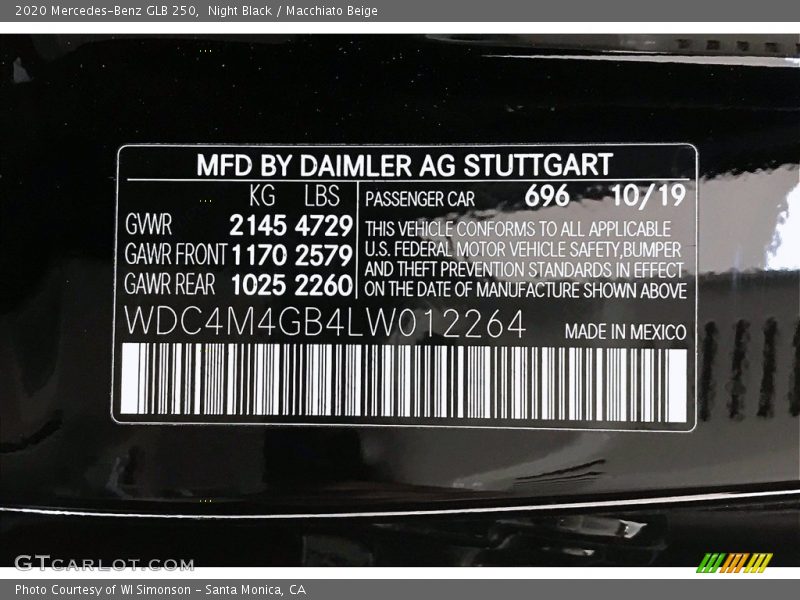 2020 Mercedes-Benz GLB 250,  Night Black / Macchiato Beige
MFD BY DAIMLER AG STUTTGART
KG LBS PASSENGER CAR 696 10/19
GVWR 2145 4729
GAWR FRONT 1170 2579
GAWR REAR 1025 2260
THIS VEHICLE CONFORMS TO ALL APPLICABLE
U.S. FEDERAL MOTOR VEHICLE SAFETY,BUMPER
AND THEFT PREVENTION STANDARDS IN EFFECT
ON THE DATE OF MANUFACTURE SHOWN ABOVE
WDC4M4GB4LW012264 MADE IN MEXICO
GTCARLOT.COM
Photo Courtesy of WI Simonson - Santa Monica, CA